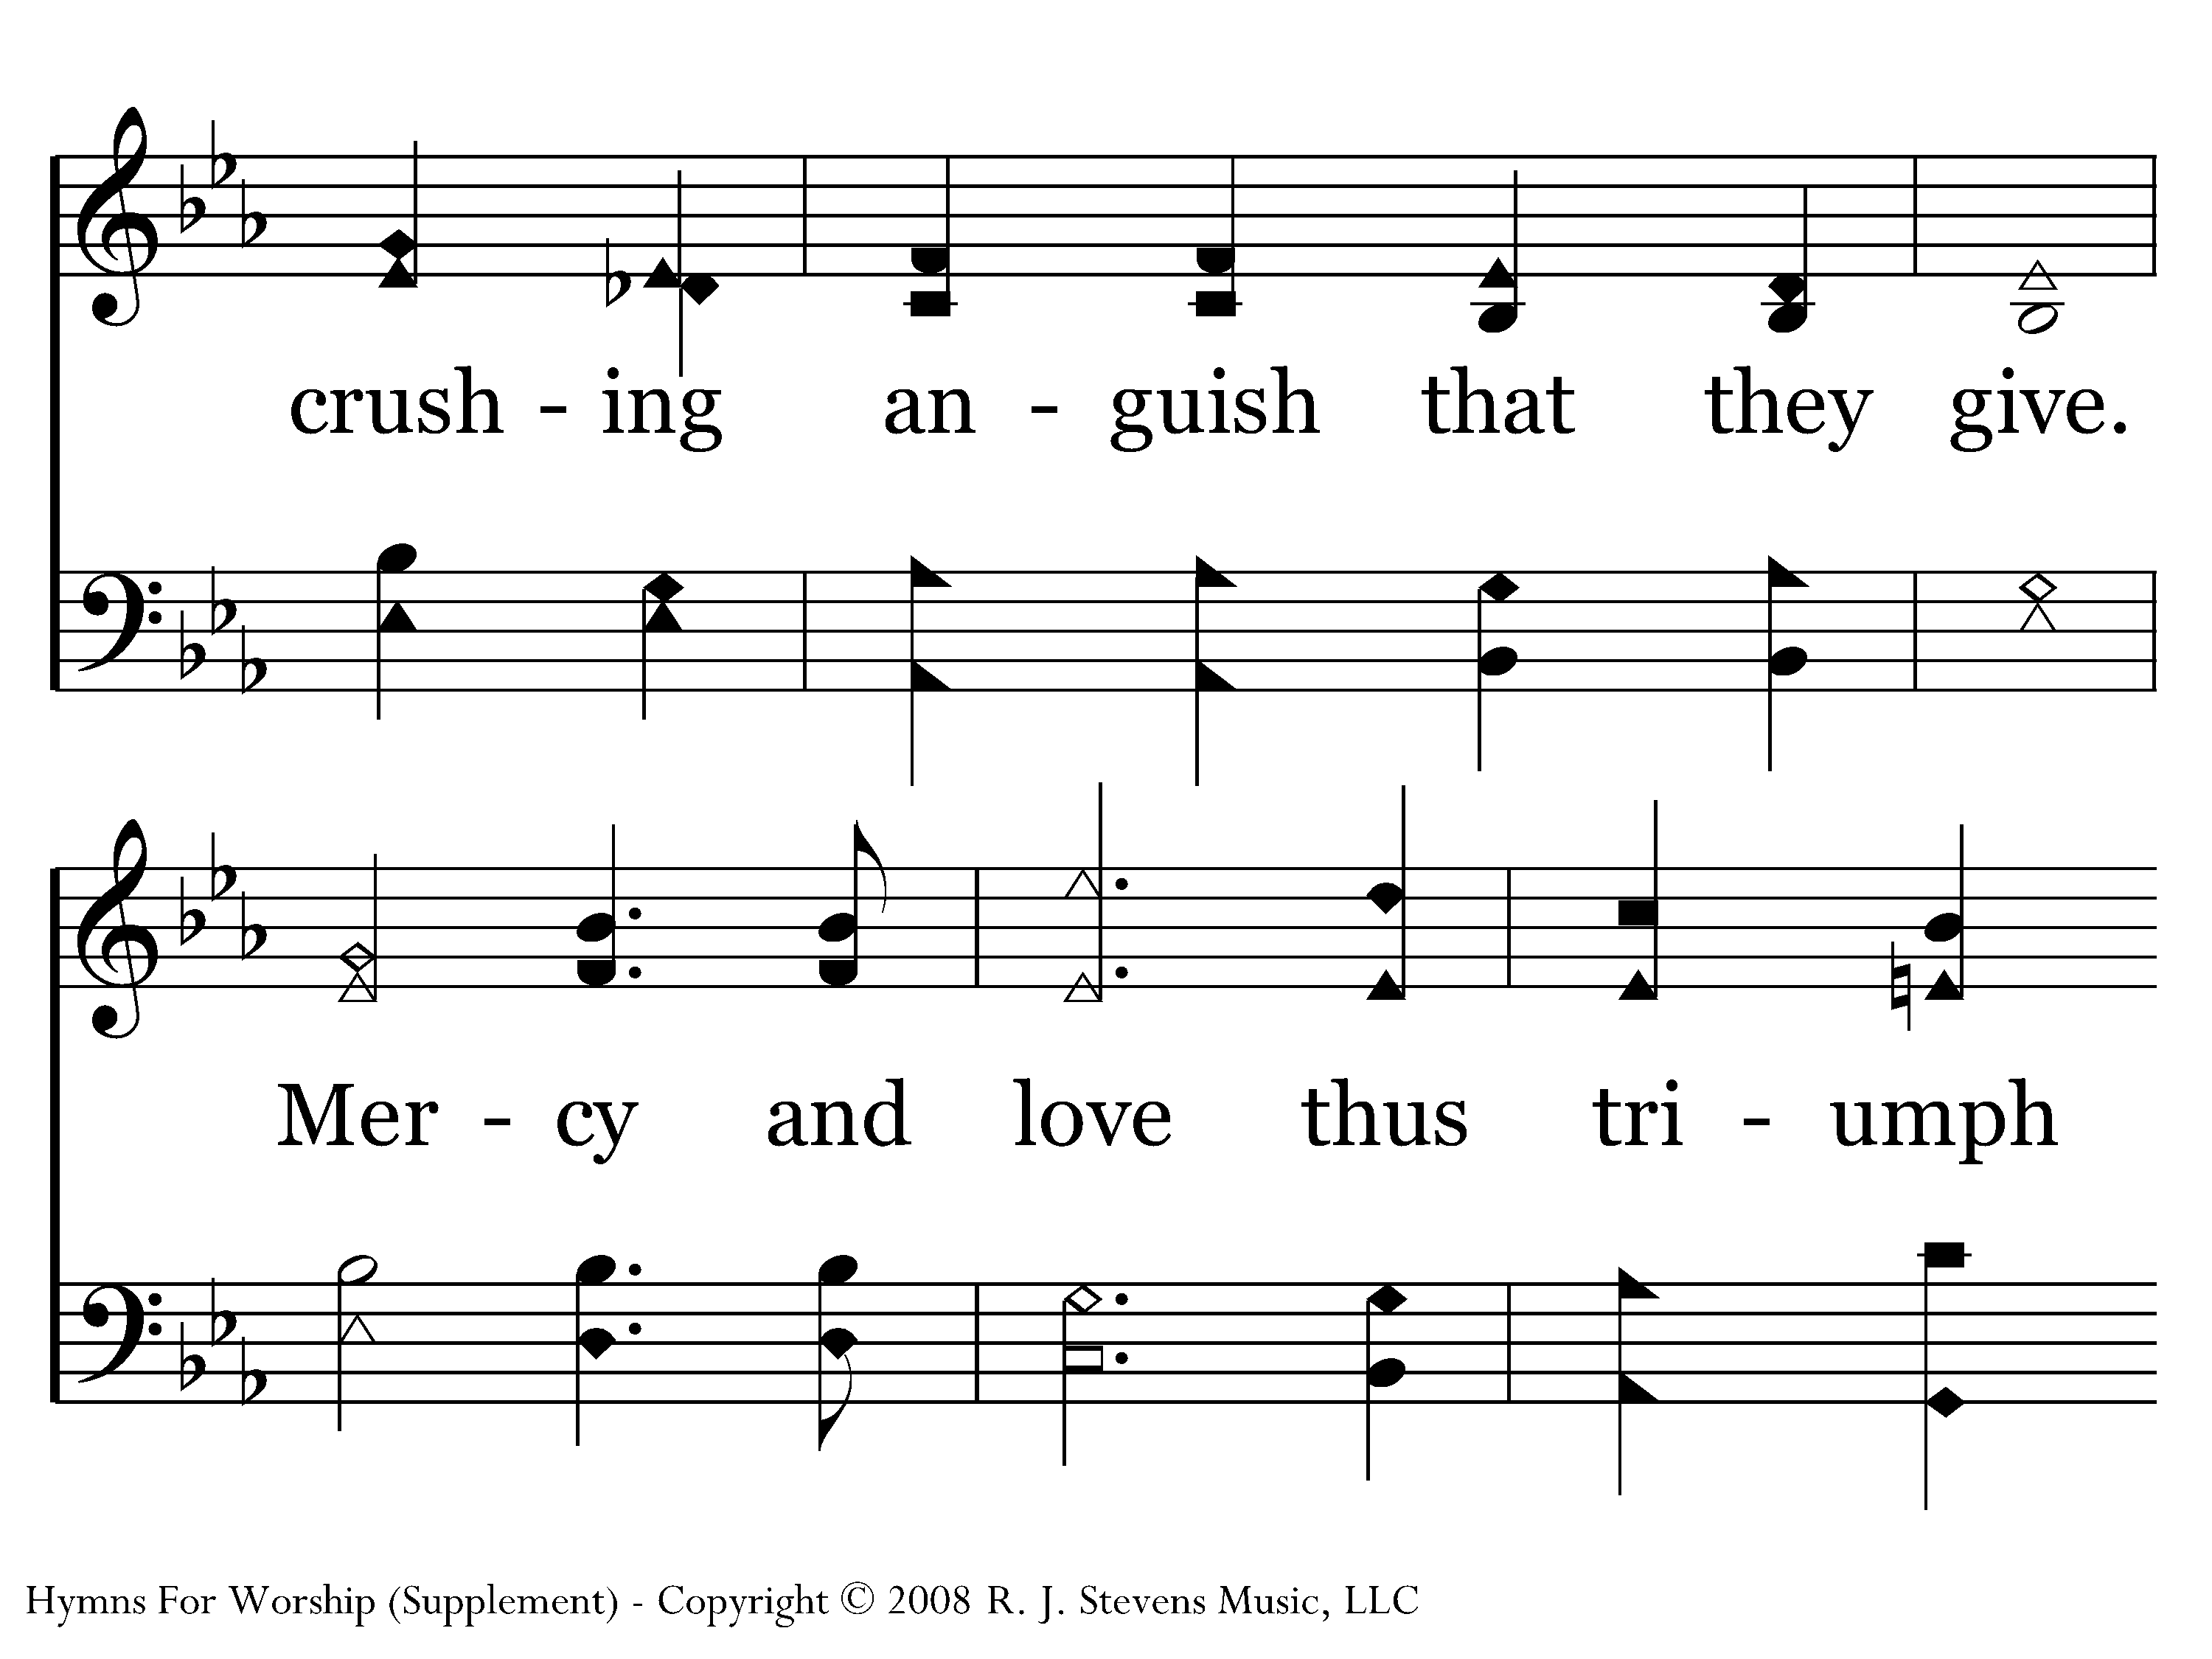 crush - ing an - guish that they give.
Mer - cy and love thus tri - umph
Hymns For Worship (Supplement) - Copyright © 2008 R. J. Stevens Music, LLC